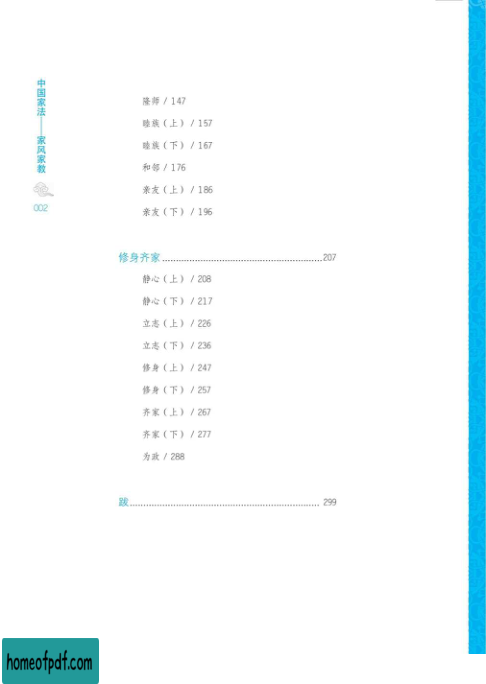 中国家法——家风家教
002
隆师 / 147
睦族（上） / 157
睦族（下） / 167
和邻 / 176
亲友（上） / 186
亲友（下） / 196
修身齐家............................................................207
静心（上） / 208
静心（下） / 217
立志（上） / 226
立志（下） / 236
修身（上） / 247
修身（下） / 257
齐家（上） / 267
齐家（下） / 277
为政 / 288
跋...................................................................... 299
homeofpdf.com